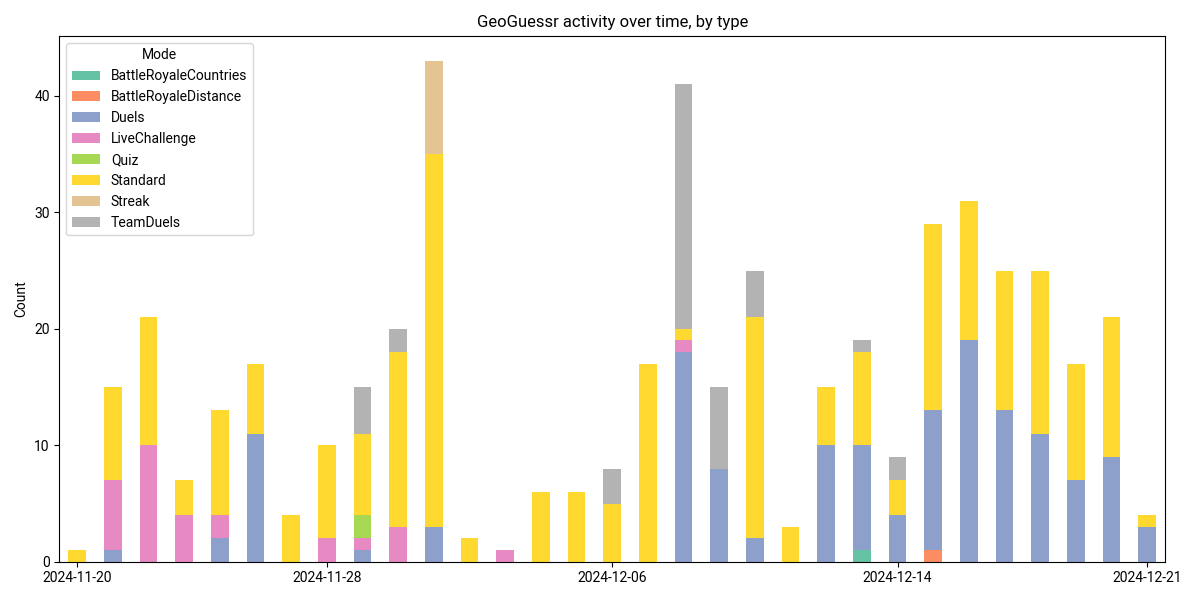 GeoGuessr activity over time, by type
Mode
BattleRoyaleCountries
BattleRoyaleDistance
Duels
LiveChallenge
Quiz
Standard
Streak
TeamDuels
Count
40
30
20
10
0
2024-11-20 2024-11-28 2024-12-06 2024-12-14 2024-12-21